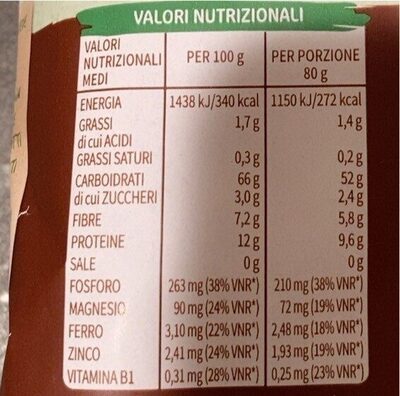 VALORI NUTRIZIONALI
VALORI NUTRIZIONALI MEDI PER 100 g PER PORZIONE 80 g
ENERGIA 1438 kJ/340 kcal 1150 kJ/272 kcal
GRASSI 1,7 g 1,4 g
di cui ACIDI
GRASSI SATURI 0,3 g 0,2 g
CARBOIDRATI 66 g 52 g
di cui ZUCCHERI 3,0 g 2,4 g
FIBRE 7,2 g 5,8 g
PROTEINE 12 g 9,6 g
SALE 0 g 0 g
FOSFORO 263 mg (38% VNR*) 210 mg (38% VNR*)
MAGNESIO 90 mg (24% VNR*) 72 mg (19% VNR*)
FERRO 3,10 mg (22% VNR*) 2,48 mg (18% VNR*)
ZINCO 2,41 mg (24% VNR*) 1,93 mg (19% VNR*)
VITAMINA B1 0,31 mg (28% VNR*) 0,25 mg (23% VNR*)